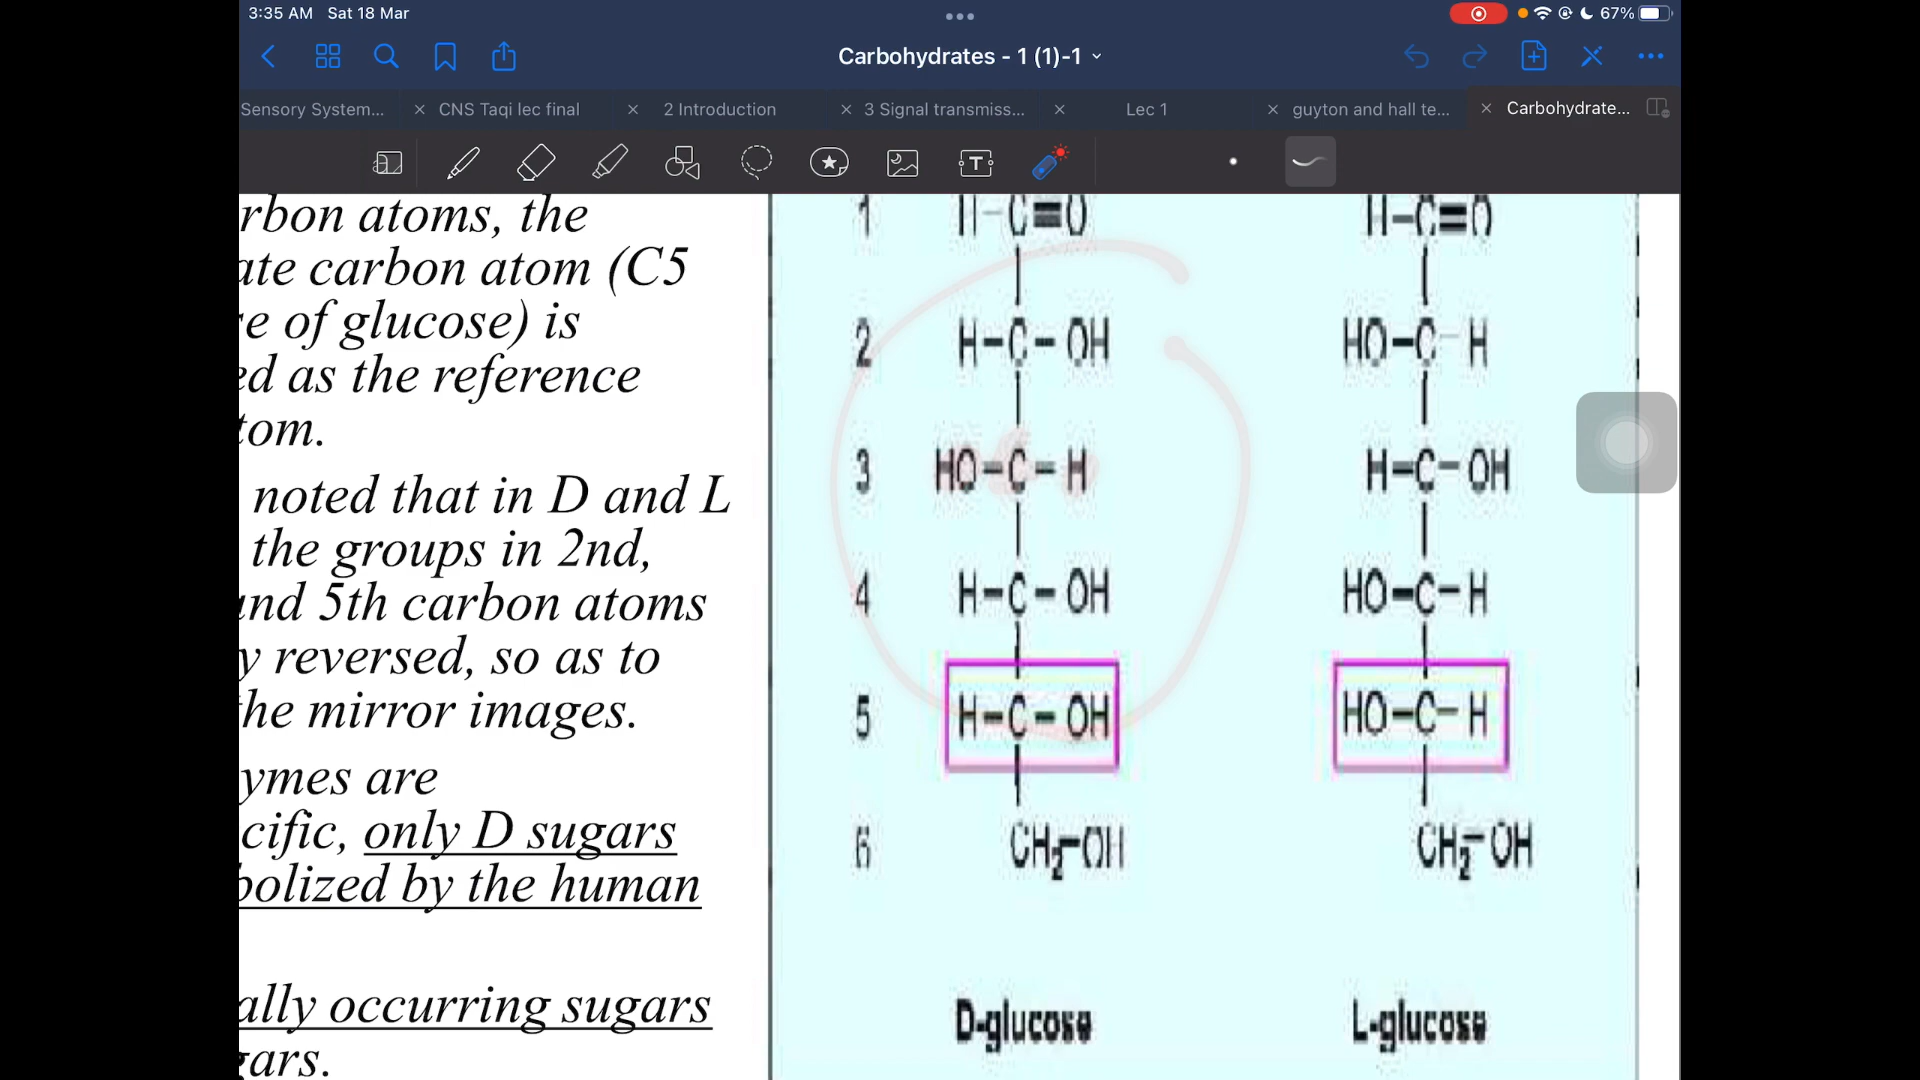 3:35 AM Sat 18 Mar
67%
Carbohydrates - 1 (1)-1
Sensory System...
CNS Taqi lec final
2 Introduction
3 Signal transmiss...
Lec 1
guyton and hall te...
Carbohydrate...
rbon atoms, the
ate carbon atom (C5
e of glucose) is
ed as the reference
tom.
noted that in D and L
the groups in 2nd,
and 5th carbon atoms
y reversed, so as to
the mirror images.
ymes are
cific, only D sugars
bolized by the human
ally occurring sugars
gars.
1 H-C≡O H-C≡O
2 H-C-OH HO-C-H
3 HO-C-H H-C-OH
4 H-C-OH HO-C-H
5 H-C-OH HO-C-H
6 CH2-OH CH2-OH
D-glucose L-glucose